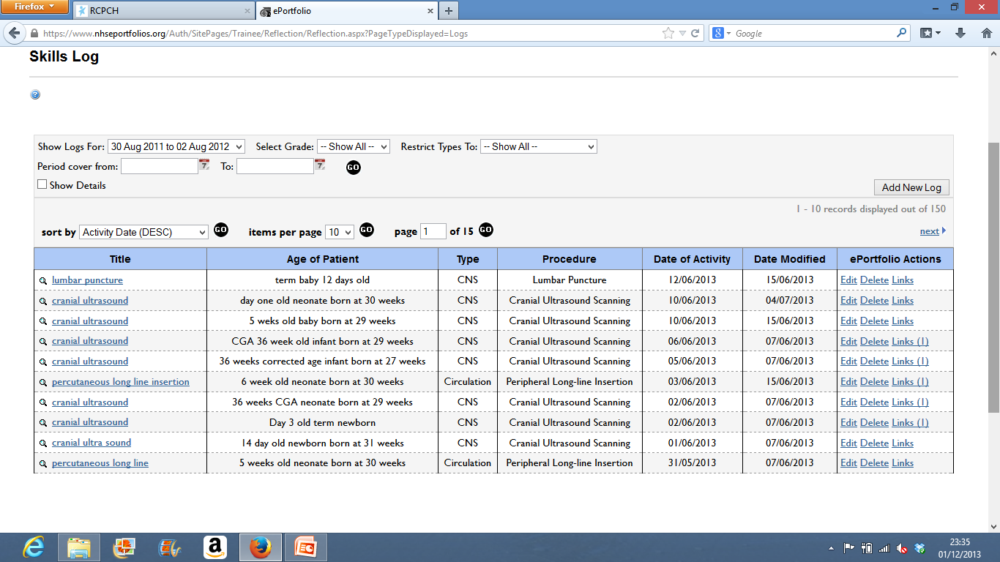 Firefox
RCPCH
ePortfolio
https://www.nhseportfolios.org/Auth/SitePages/Trainee/Reflection/Reflection.aspx?PageTypeDisplayed=Logs
Google
Skills Log
Show Logs For: 30 Aug 2011 to 02 Aug 2012 Select Grade: -- Show All -- Restrict Types To: -- Show All --
Period cover from: To: GO
Show Details
Add New Log
1 - 10 records displayed out of 150
sort by Activity Date (DESC) GO items per page 10 GO page 1 of 15 GO next
Title Age of Patient Type Procedure Date of Activity Date Modified ePortfolio Actions
lumbar puncture term baby 12 days old CNS Lumbar Puncture 12/06/2013 15/06/2013 Edit Delete Links
cranial ultrasound day one old neonate born at 30 weeks CNS Cranial Ultrasound Scanning 10/06/2013 04/07/2013 Edit Delete Links
cranial ultrasound 5 weks old baby born at 29 weeks CNS Cranial Ultrasound Scanning 10/06/2013 15/06/2013 Edit Delete Links
cranial ultrasound CGA 36 week old infant born at 29 weeks CNS Cranial Ultrasound Scanning 06/06/2013 07/06/2013 Edit Delete Links (1)
cranial ultrasound 36 weeks corrected age infant born at 27 weeks CNS Cranial Ultrasound Scanning 05/06/2013 07/06/2013 Edit Delete Links (1)
percutaneous long line insertion 6 week old neonate born at 30 weeks Circulation Peripheral Long-line Insertion 03/06/2013 15/06/2013 Edit Delete Links (1)
cranial ultrasound 36 weeks CGA neonate born at 29 weeks CNS Cranial Ultrasound Scanning 02/06/2013 07/06/2013 Edit Delete Links (1)
cranial ultrasound Day 3 old term newborn CNS Cranial Ultrasound Scanning 02/06/2013 07/06/2013 Edit Delete Links (1)
cranial ultra sound 14 day old newborn born at 31 weeks CNS Cranial Ultrasound Scanning 01/06/2013 07/06/2013 Edit Delete Links
percutaneous long line 5 weeks old neonate born at 30 weeks Circulation Peripheral Long-line Insertion 31/05/2013 07/06/2013 Edit Delete Links
23:35
01/12/2013